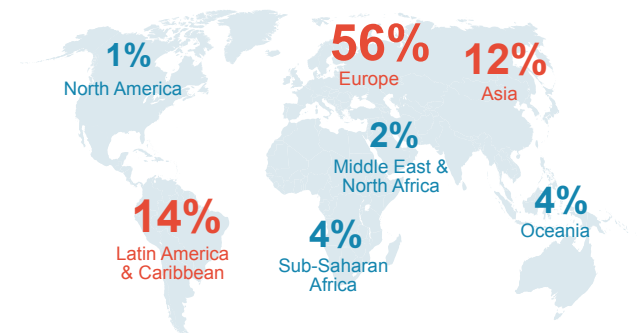 1%
North America
56%
Europe
12%
Asia
2%
Middle East &
North Africa
14%
Latin America
& Caribbean
4%
Sub-Saharan
Africa
4%
Oceania